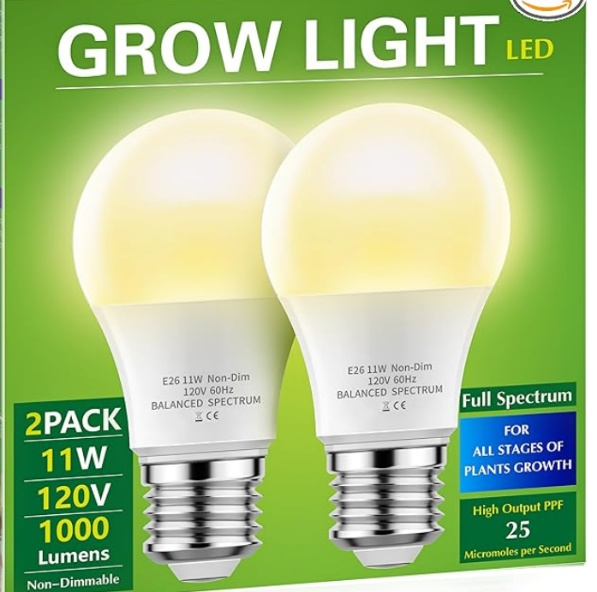 GROW LIGHT LED
E26 11W Non-Dim
120V 60Hz
BALANCED SPECTRUM
CE
E26 11W Non-Dim
120V 60Hz
BALANCED SPECTRUM
CE
2PACK
11W
120V
1000
Lumens
Non-Dimmable
Full Spectrum
FOR
ALL STAGES OF
PLANTS GROWTH
High Output PPF
25
Micromoles per Second